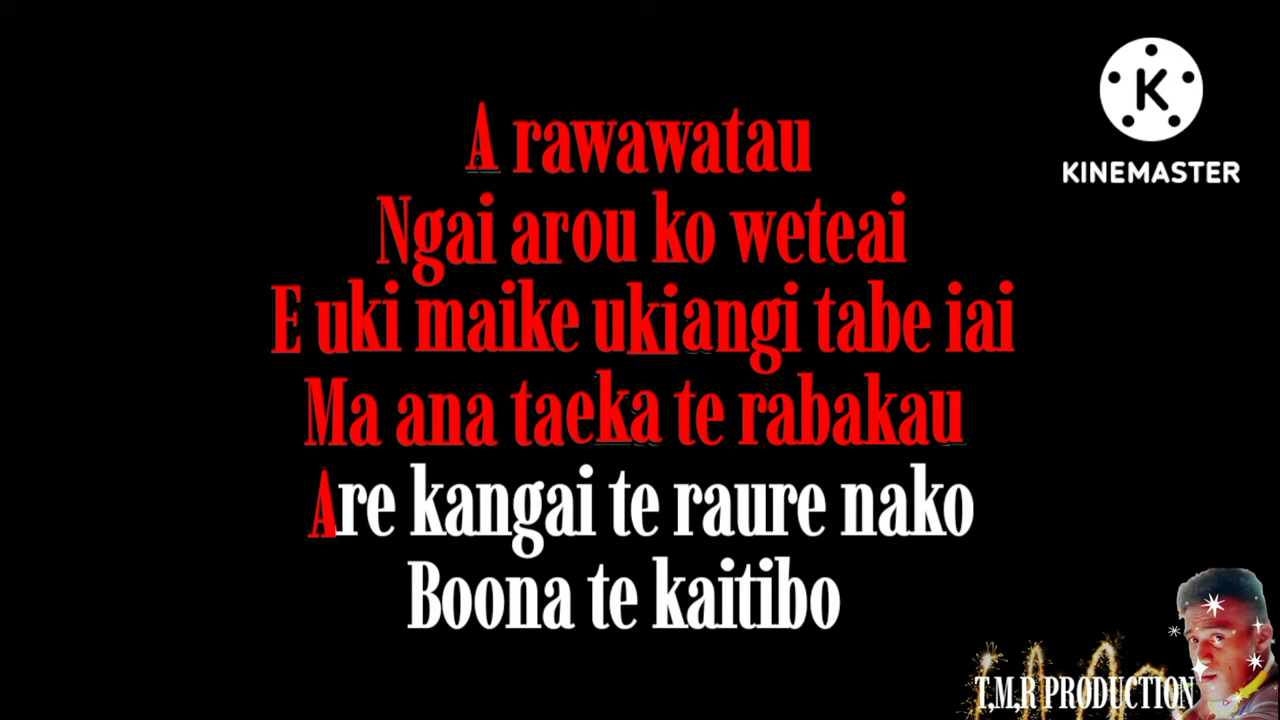 A rawawatau
Ngai arou ko weteai
E uki maike ukiangi tabe iai
Ma ana taeka te rabakau
Are kangai te raure nako
Boona te kaitibo
K
KINEMASTER
T,M,R PRODUCTION